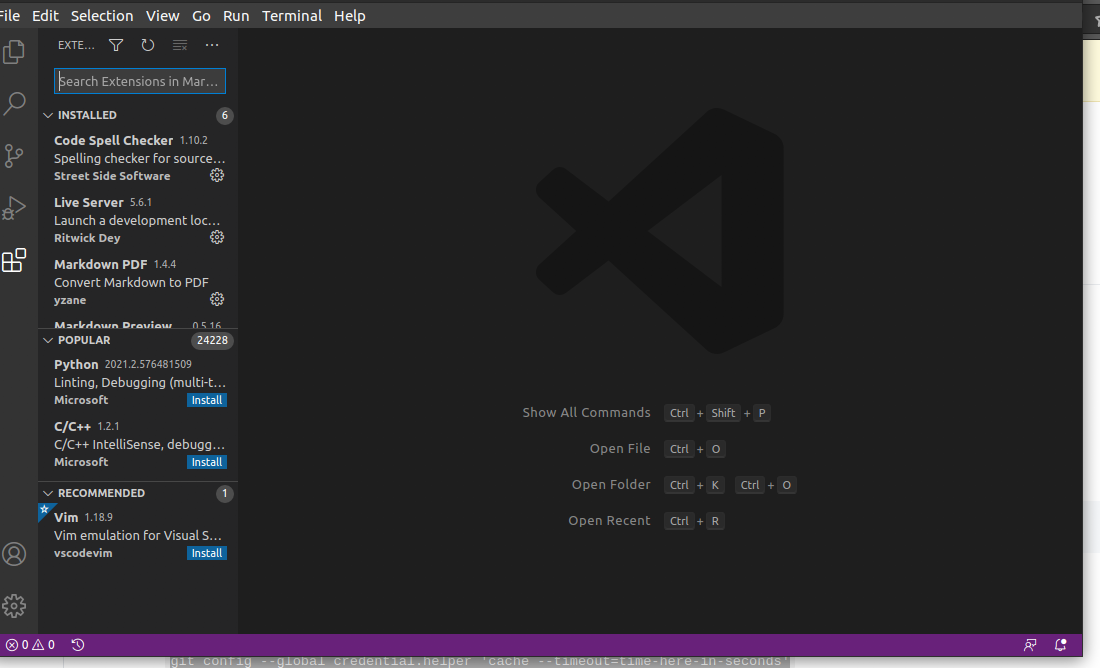 File Edit Selection View Go Run Terminal Help
EXTE...
Search Extensions in Mar...
INSTALLED 6
Code Spell Checker 1.10.2
Spelling checker for source...
Street Side Software
Live Server 5.6.1
Launch a development loc...
Ritwick Dey
Markdown PDF 1.4.4
Convert Markdown to PDF
yzane
Markdown Preview 0.5.16
POPULAR 24228
Python 2021.2.576481509
Linting, Debugging (multi-t...
Microsoft Install
C/C++ 1.2.1
C/C++ IntelliSense, debugg...
Microsoft Install
RECOMMENDED 1
Vim 1.18.9
Vim emulation for Visual S...
vscodevim Install
Show All Commands Ctrl + Shift + P
Open File Ctrl + O
Open Folder Ctrl + K Ctrl + O
Open Recent Ctrl + R
0 0
git config --global credential.helper 'cache --timeout=time-here-in-seconds'